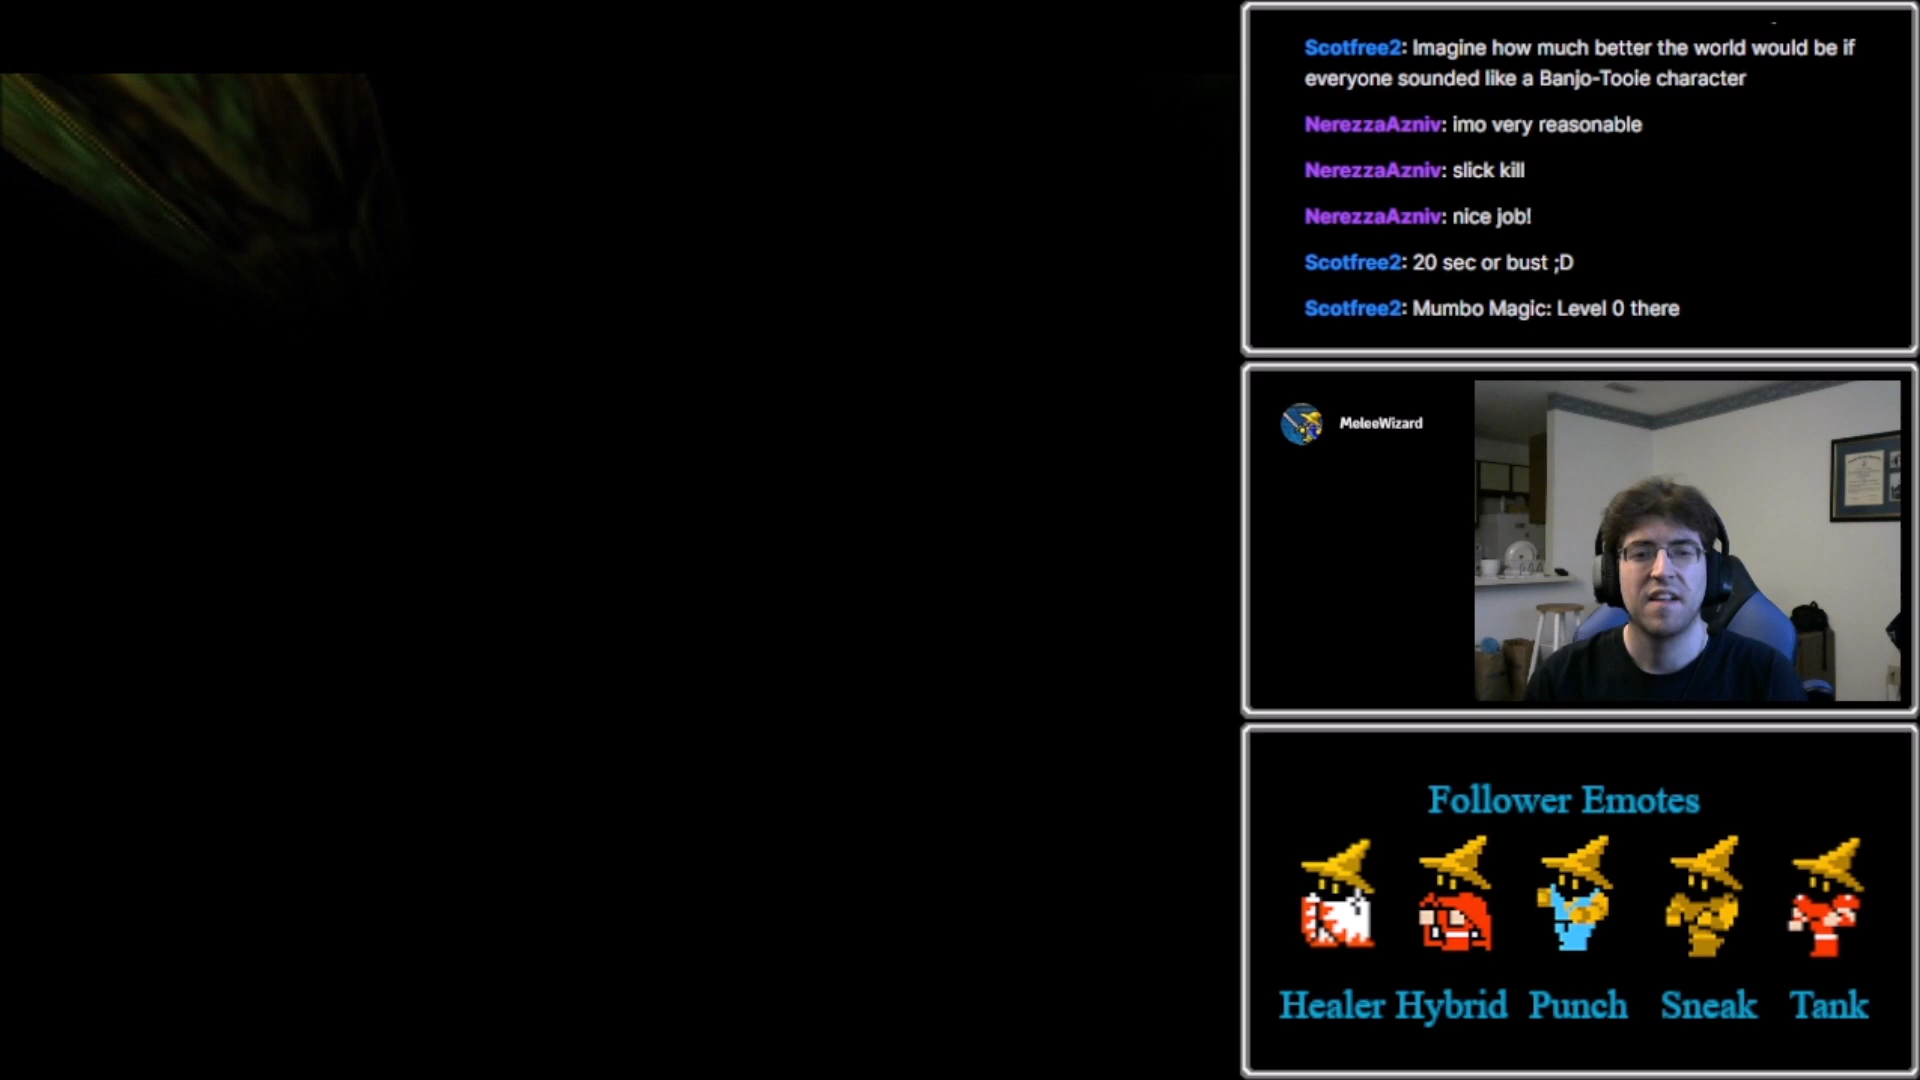 Scotfree2: Imagine how much better the world would be if
everyone sounded like a Banjo-Tooie character
NerezzaAzniv: imo very reasonable
NerezzaAzniv: slick kill
NerezzaAzniv: nice job!
Scotfree2: 20 sec or bust ;D
Scotfree2: Mumbo Magic: Level 0 there
MeleeWizard
Follower Emotes
Healer Hybrid Punch Sneak Tank